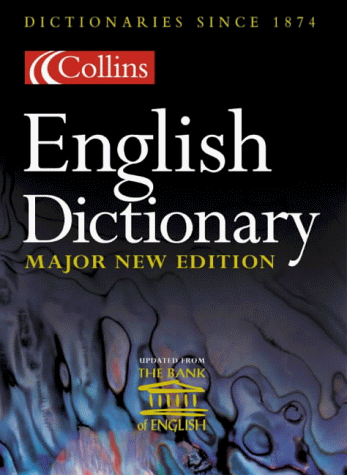 DICTIONARIES SINCE 1874
Collins
English
Dictionary
MAJOR NEW EDITION
UPDATED FROM
THE BANK
of ENGLISH